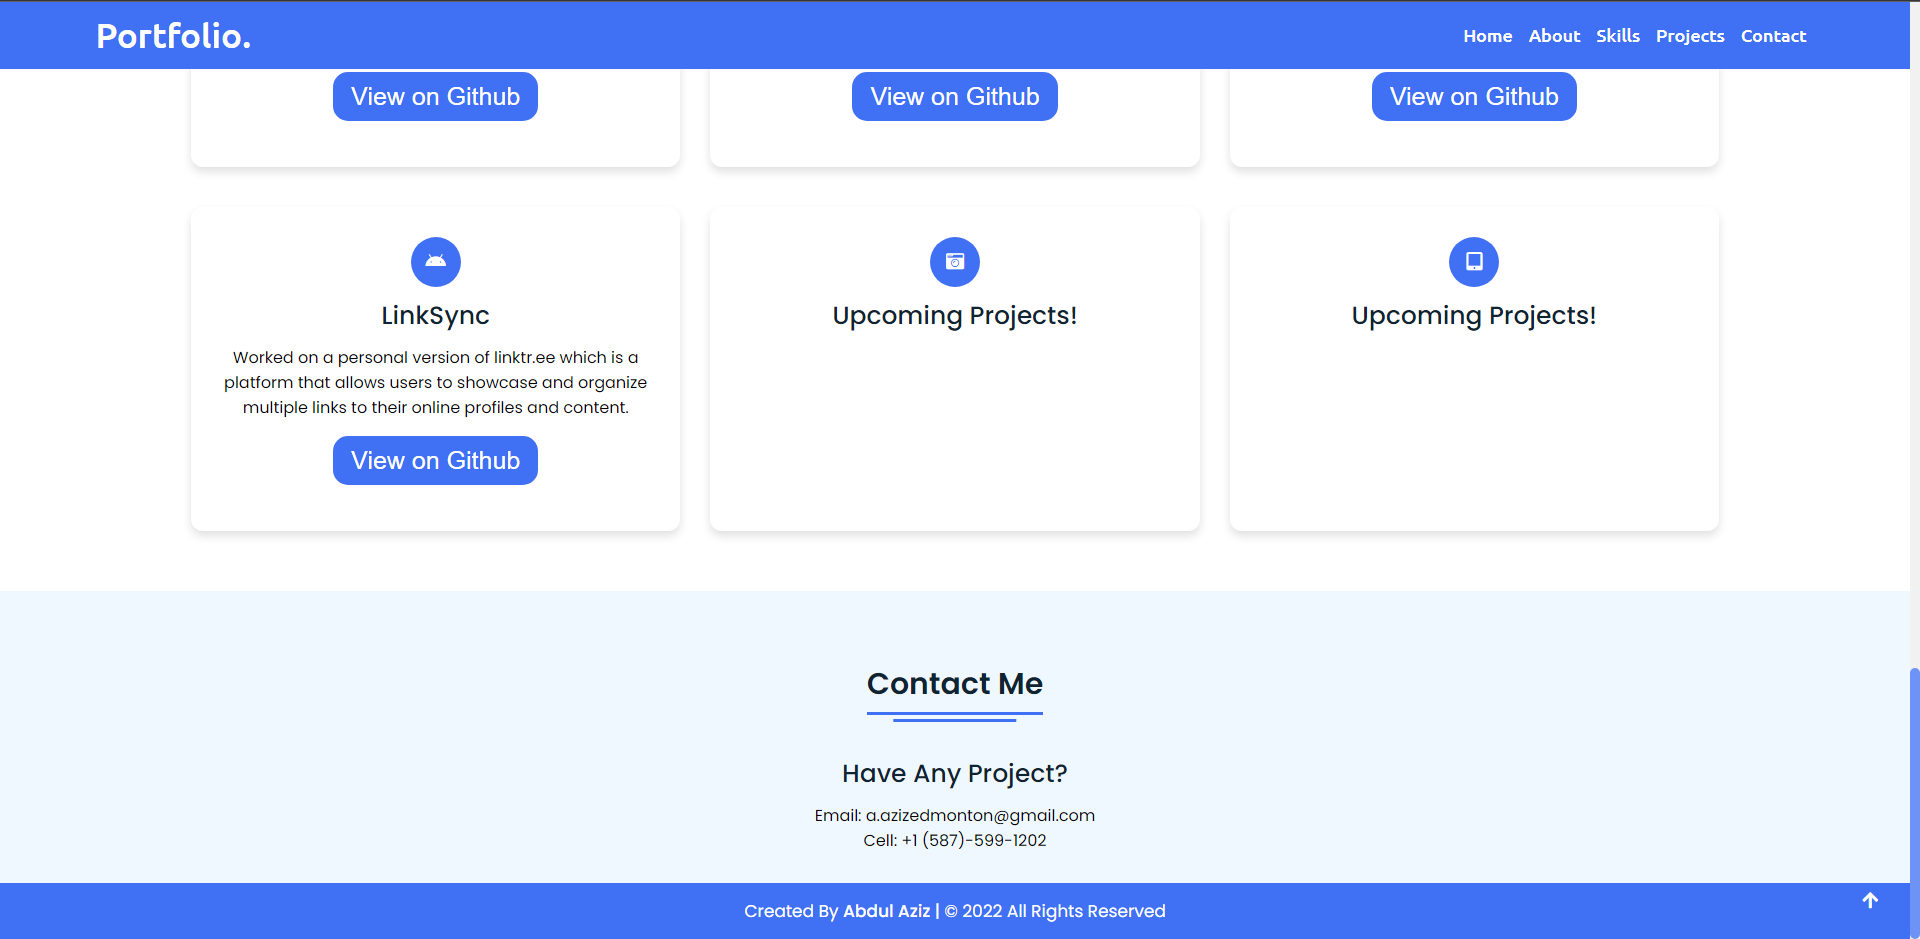 Portfolio.
Home About Skills Projects Contact
View on Github View on Github View on Github
LinkSync
Worked on a personal version of linktr.ee which is a
platform that allows users to showcase and organize
multiple links to their online profiles and content.
View on Github
Upcoming Projects!
Upcoming Projects!
Contact Me
Have Any Project?
Email: a.azizedmonton@gmail.com
Cell: +1 (587)-599-1202
Created By Abdul Aziz | © 2022 All Rights Reserved